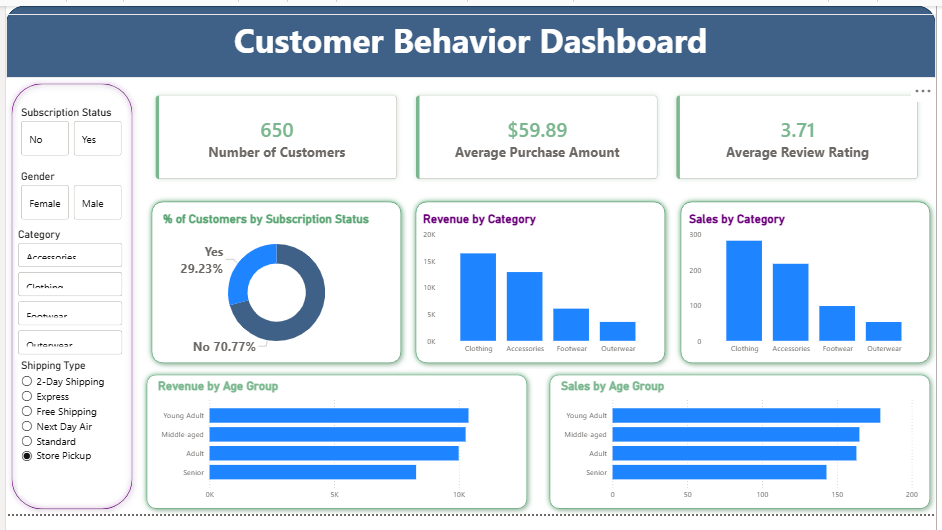 Customer Behavior Dashboard
Subscription Status
No
Yes
Gender
Female
Male
Category
Accessories
Clothing
Footwear
Outerwear
Shipping Type
2-Day Shipping
Express
Free Shipping
Next Day Air
Standard
Store Pickup
650
Number of Customers
$59.89
Average Purchase Amount
3.71
Average Review Rating
% of Customers by Subscription Status
Yes
29.23%
No 70.77%
Revenue by Category
20K
15K
10K
5K
0K
Clothing Accessories Footwear Outerwear
Sales by Category
300
200
100
0
Clothing Accessories Footwear Outerwear
Revenue by Age Group
Young Adult
Middle-aged
Adult
Senior
0K 5K 10K
Sales by Age Group
Young Adult
Middle-aged
Adult
Senior
0 50 100 150 200